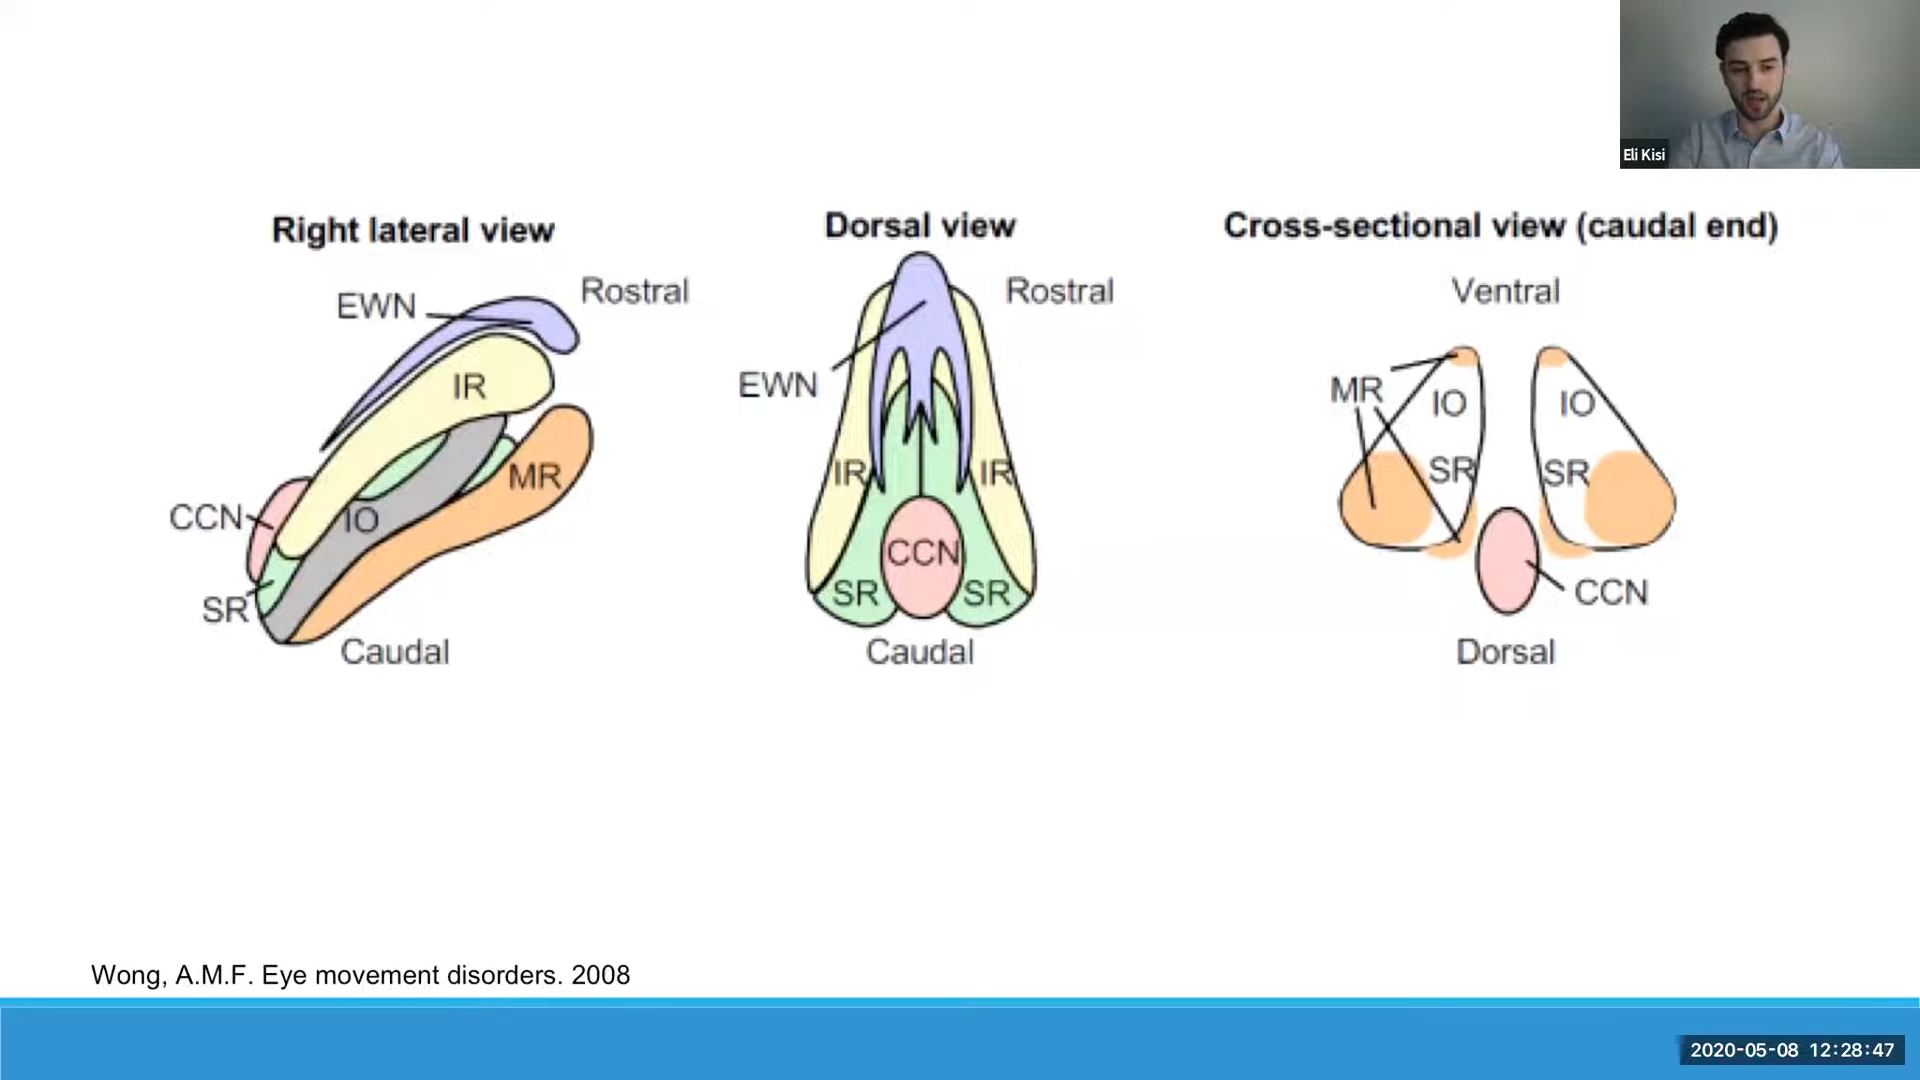 Eli Kisi
Right lateral view
EWN
Rostral
IR
MR
CCN
IO
SR
Caudal
Dorsal view
Rostral
EWN
IR
IR
CCN
SR
SR
Caudal
Cross-sectional view (caudal end)
Ventral
MR
IO
IO
SR
SR
CCN
Dorsal
Wong, A.M.F. Eye movement disorders. 2008
2020-05-08 12:28:47